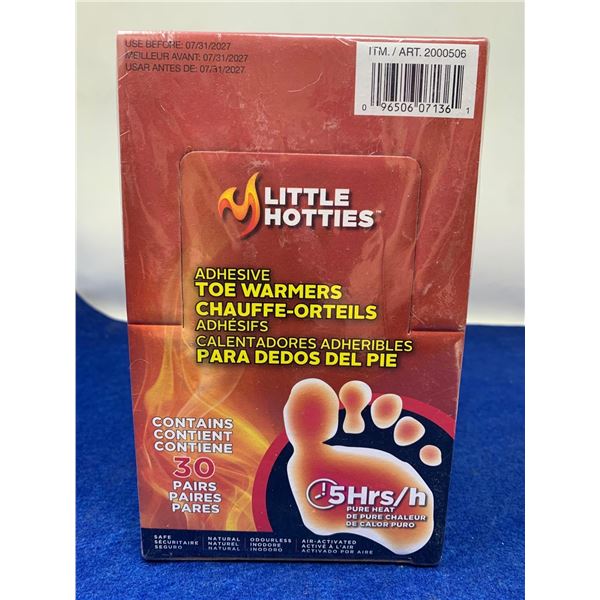 USE BEFORE: 07/31/2027
MEILLEUR AVANT: 07/31/2027
USAR ANTES DE: 07/31/2027
ITM. / ART. 2000506
0 96506 07136 1
LITTLE
HOTTIES™
ADHESIVE
TOE WARMERS
CHAUFFE-ORTEILS
ADHÉSIFS
CALENTADORES ADHERIBLES
PARA DEDOS DEL PIE
CONTAINS
CONTIENT
CONTIENE
30
PAIRS
PAIRES
PARES
5Hrs/h
PURE HEAT
DE PURE CHALEUR
DE CALOR PURO
SAFE
SÉCURITAIRE
SEGURO
NATURAL
NATUREL
NATURAL
ODOURLESS
INODORE
INODORO
AIR-ACTIVATED
ACTIVÉ À L'AIR
ACTIVADO POR AIRE